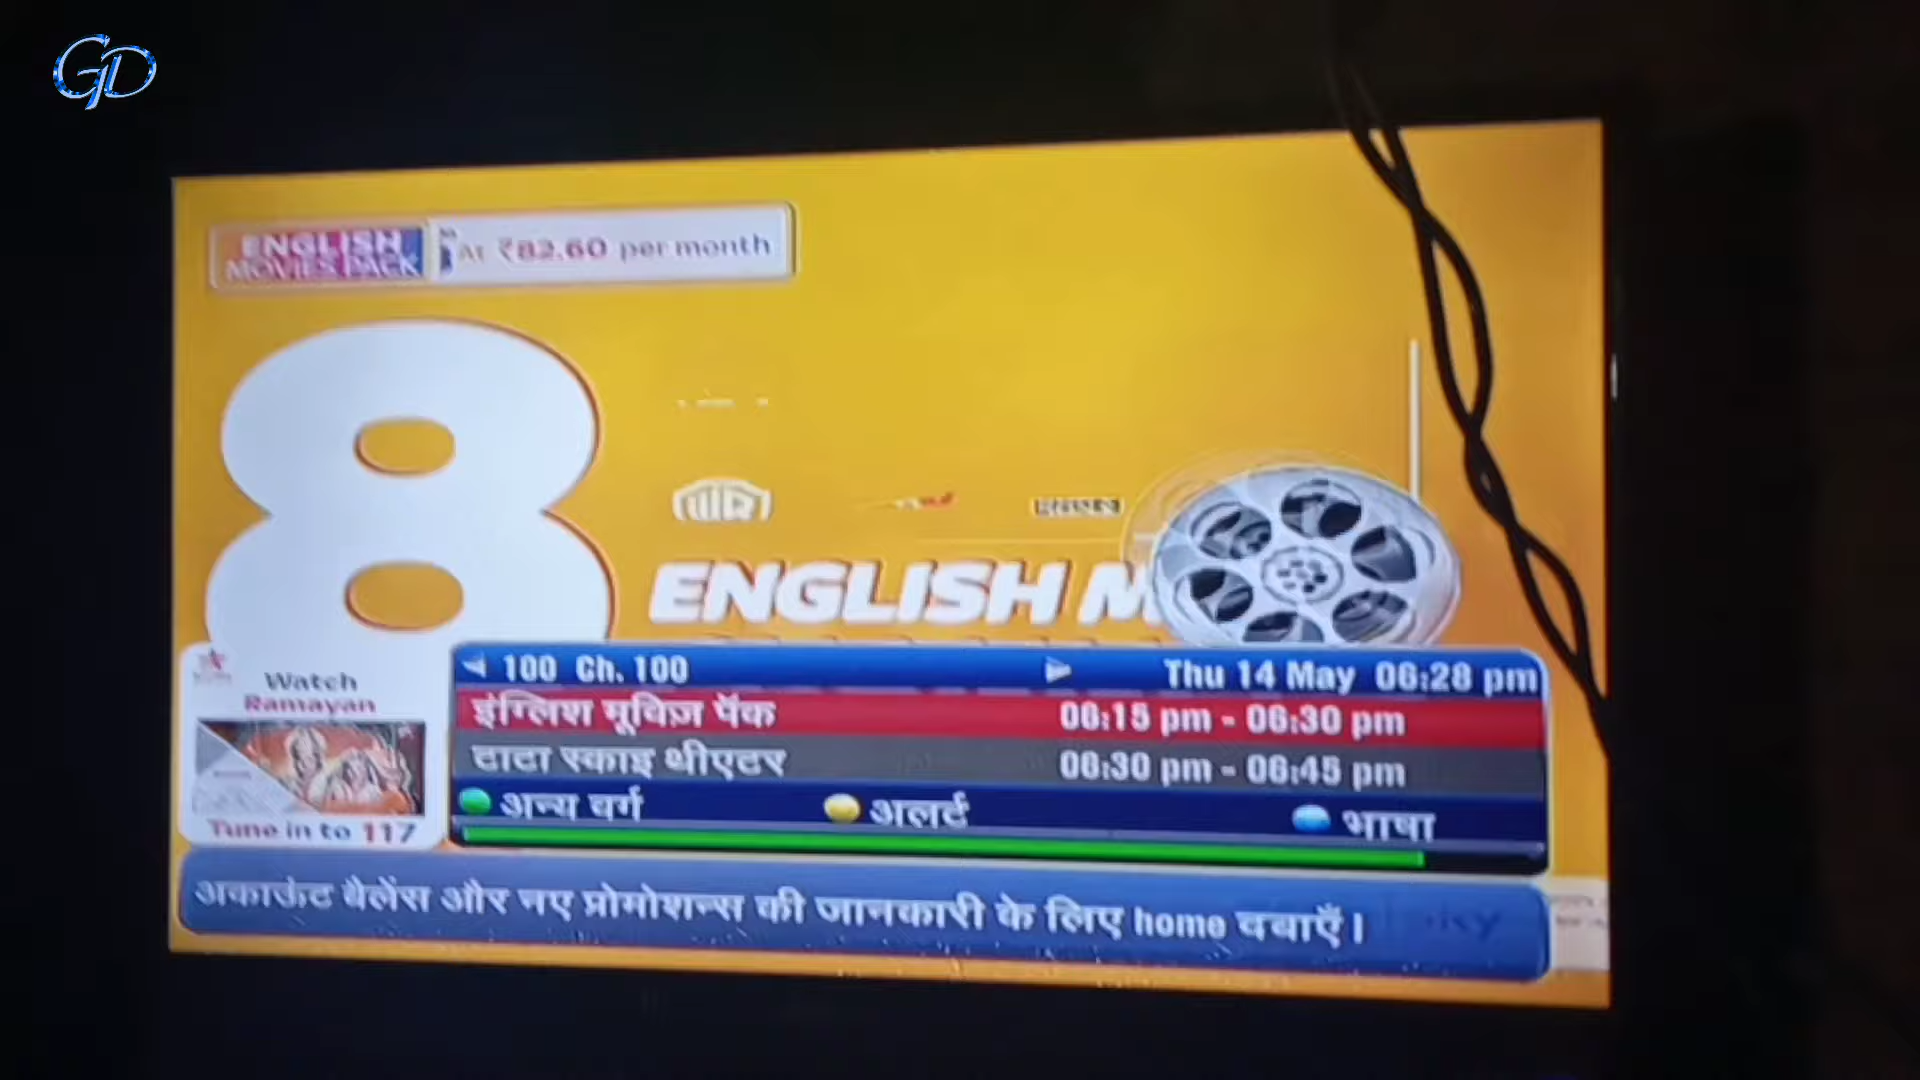 GD
ENGLISH
MOVIES PACK
At ₹82.60 per month
8
ENGLISH M
Watch
Ramayan
Tune in to 117
100 Ch. 100
Thu 14 May 06:28 pm
इंग्लिश मूविज़ पॅक
06:15 pm - 06:30 pm
टाटा स्काइ थीएटर
06:30 pm - 06:45 pm
अन्य वर्ग
अलर्ट
भाषा
अकाऊंट बैलेंस और नए प्रोमोशन्स की जानकारी के लिए home दबाएँ।